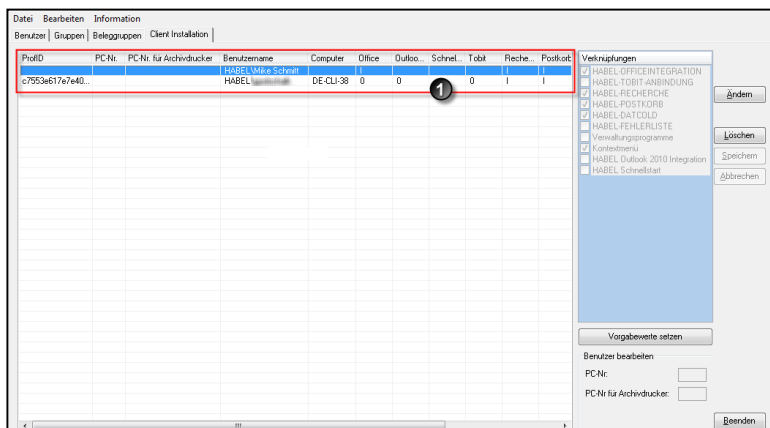 Datei Bearbeiten Information
Benutzer Gruppen Beleggruppen Client Installation
ProfID PC-Nr. PC-Nr. für Archivdrucker Benutzername Computer Office Outloo... Schnel... Tobit Reche... Postkorb
HABEL\Mike Schmitt I I I
c7553e617e7e40... HABEL DE-CLI-38 0 0 0 I I
1
Verknüpfungen
HABEL-OFFICEINTEGRATION
HABEL-TOBIT-ANBINDUNG
HABEL-RECHERCHE
HABEL-POSTKORB
HABEL-DATCOLD
HABEL-FEHLERLISTE
Verwaltungsprogramme
Kontextmenü
HABEL Outlook 2010 Integration
HABEL Schnellstart
Ändern
Löschen
Speichern
Abbrechen
Vorgabewerte setzen
Benutzer bearbeiten
PC-Nr:
PC-Nr für Archivdrucker:
Beenden